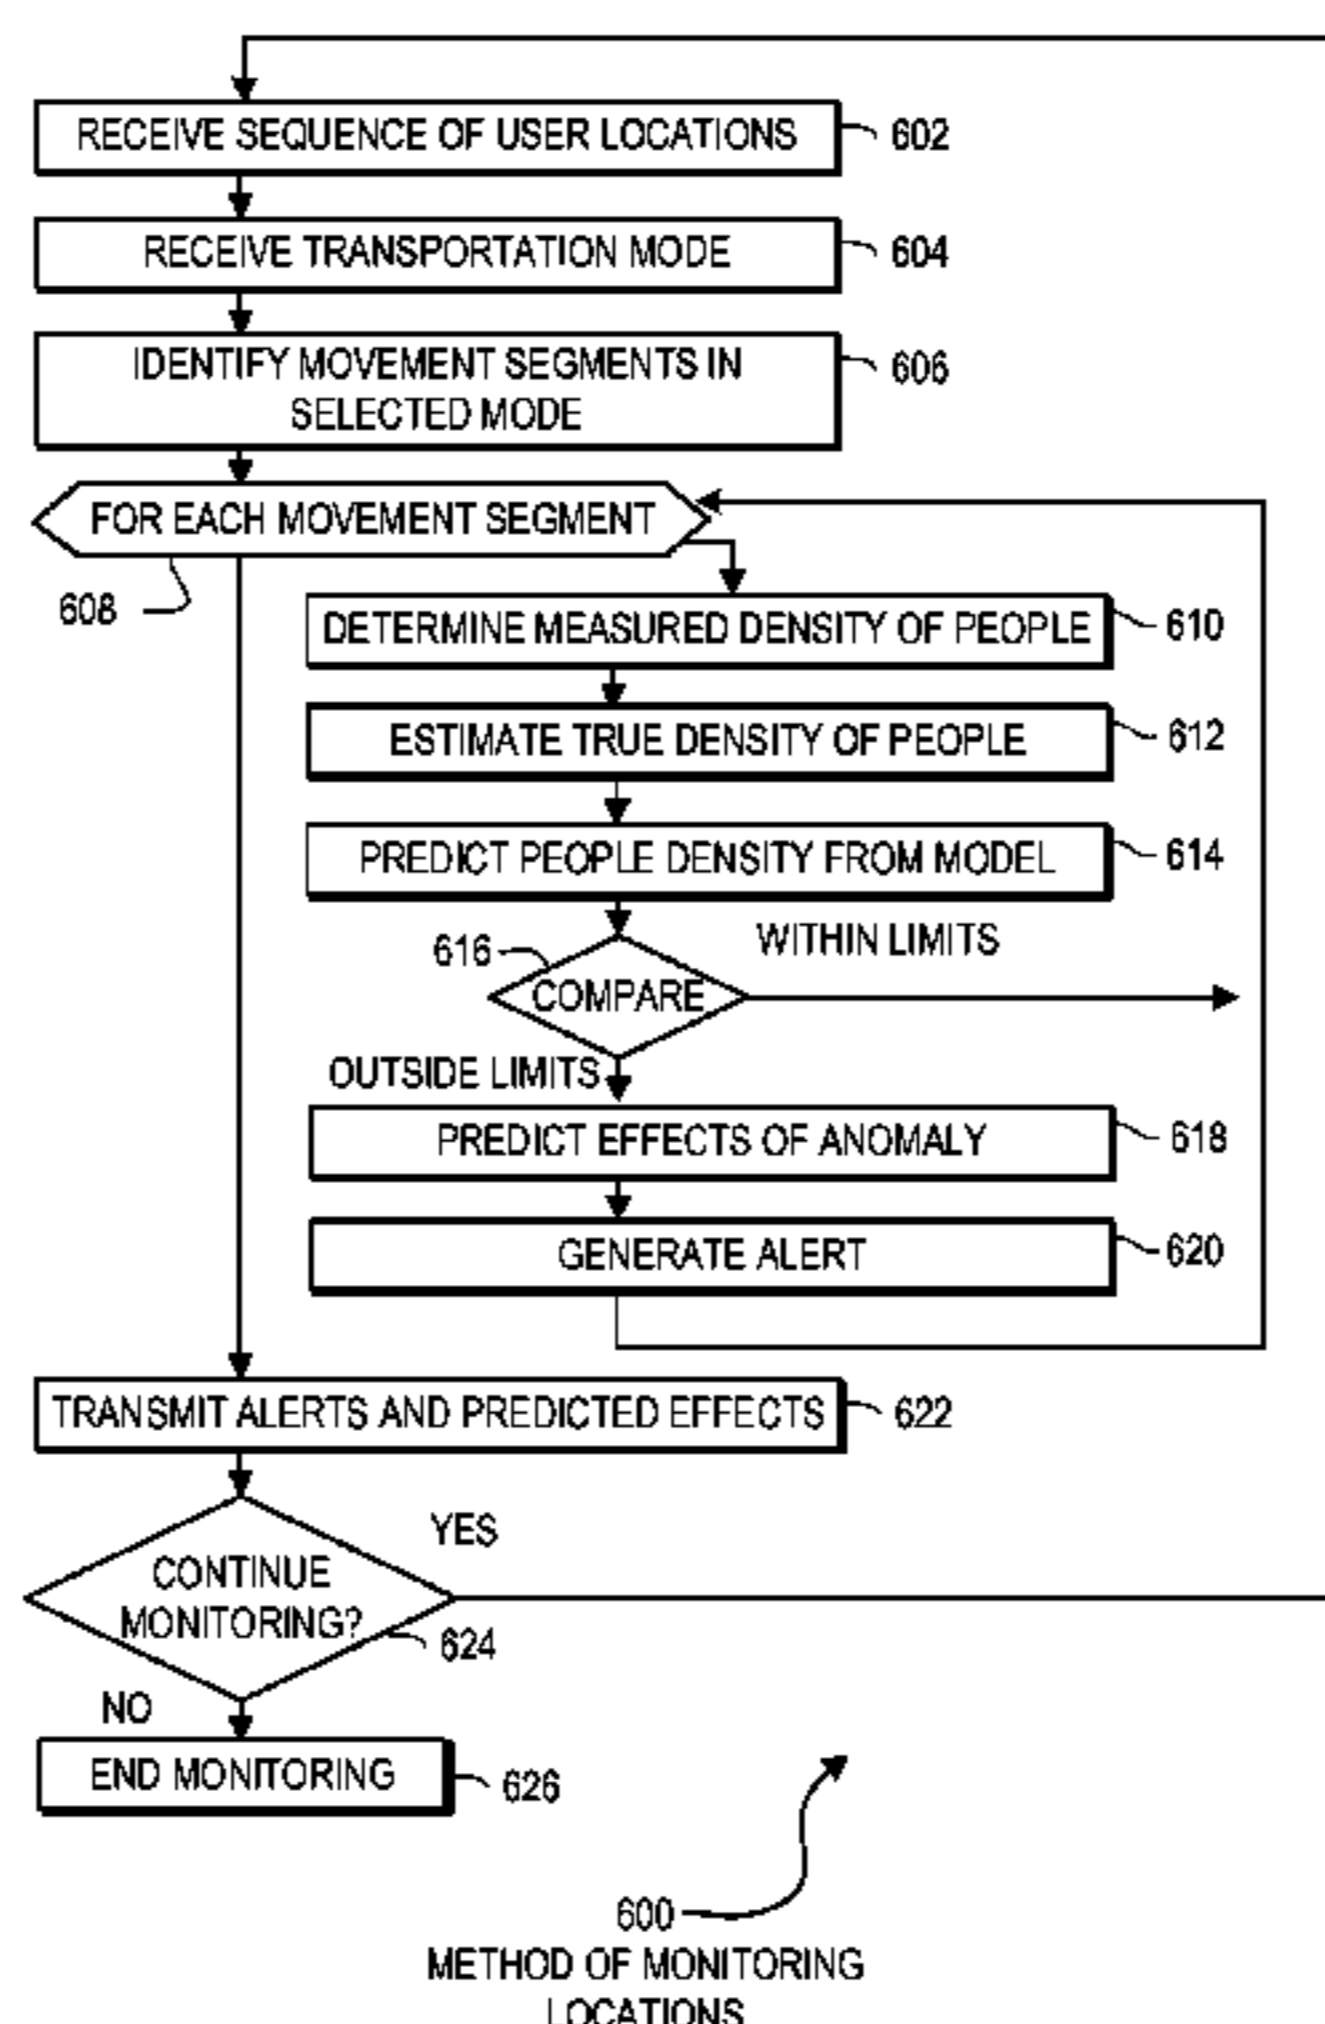 RECEIVE SEQUENCE OF USER LOCATIONS
602
RECEIVE TRANSPORTATION MODE
604
IDENTIFY MOVEMENT SEGMENTS IN
SELECTED MODE
606
FOR EACH MOVEMENT SEGMENT
608
DETERMINE MEASURED DENSITY OF PEOPLE
610
ESTIMATE TRUE DENSITY OF PEOPLE
612
PREDICT PEOPLE DENSITY FROM MODEL
614
616
WITHIN LIMITS
COMPARE
OUTSIDE LIMITS
PREDICT EFFECTS OF ANOMALY
618
GENERATE ALERT
620
TRANSMIT ALERTS AND PREDICTED EFFECTS
622
YES
CONTINUE
MONITORING?
624
NO
END MONITORING
626
600
METHOD OF MONITORING
LOCATIONS